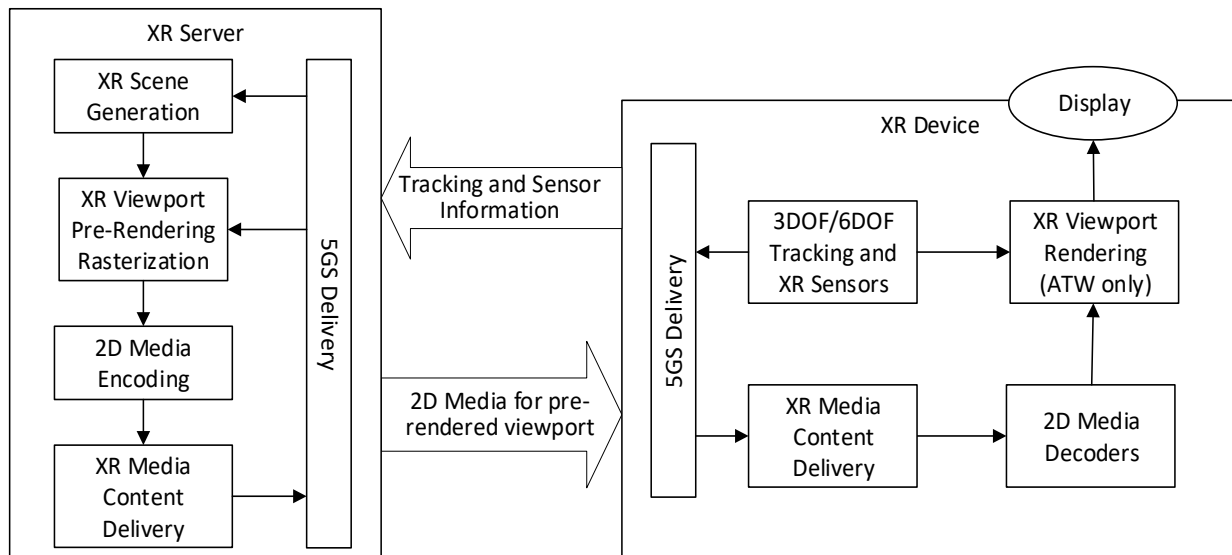 XR Server
XR Scene
Generation
XR Viewport
Pre-Rendering
Rasterization
2D Media
Encoding
XR Media
Content
Delivery
5GS Delivery
Tracking and Sensor
Information
2D Media for pre-
rendered viewport
XR Device
Display
5GS Delivery
3DOF/6DOF
Tracking and
XR Sensors
XR Viewport
Rendering
(ATW only)
XR Media
Content
Delivery
2D Media
Decoders